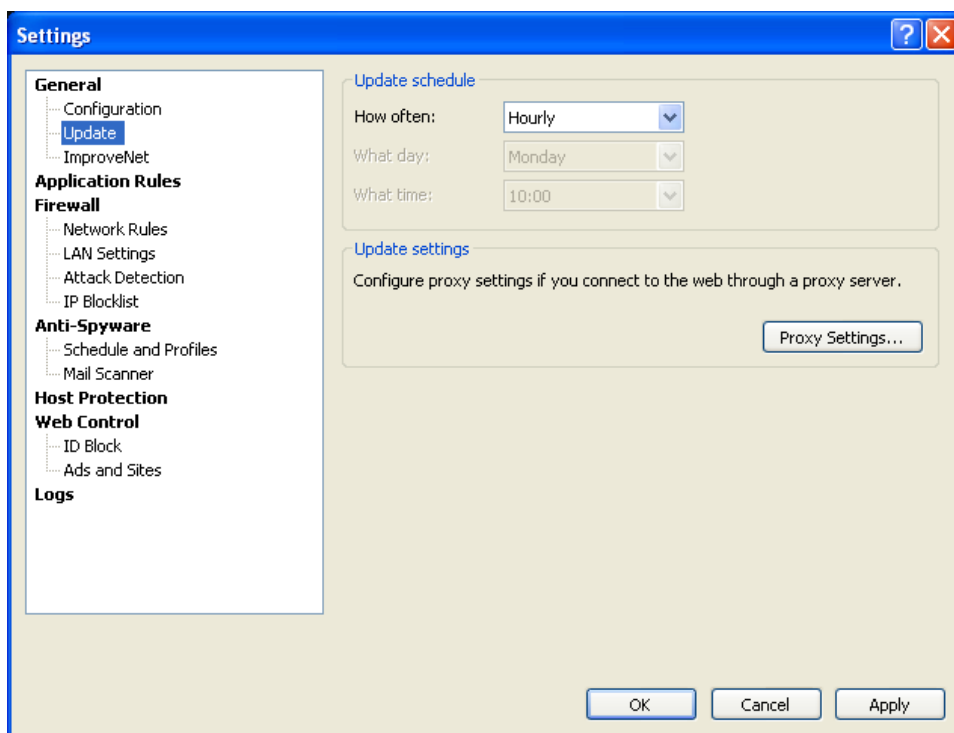 Settings
General
Configuration
Update
ImproveNet
Application Rules
Firewall
Network Rules
LAN Settings
Attack Detection
IP Blocklist
Anti-Spyware
Schedule and Profiles
Mail Scanner
Host Protection
Web Control
ID Block
Ads and Sites
Logs
Update schedule
How often: Hourly
What day: Monday
What time: 10:00
Update settings
Configure proxy settings if you connect to the web through a proxy server.
Proxy Settings...
OK Cancel Apply